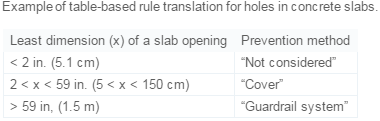 Example of table-based rule translation for holes in concrete slabs.
Least dimension (x) of a slab opening Prevention method
< 2 in. (5.1 cm) "Not considered"
2 < x < 59 in. (5 < x < 150 cm) "Cover"
> 59 in, (1.5 m) "Guardrail system"